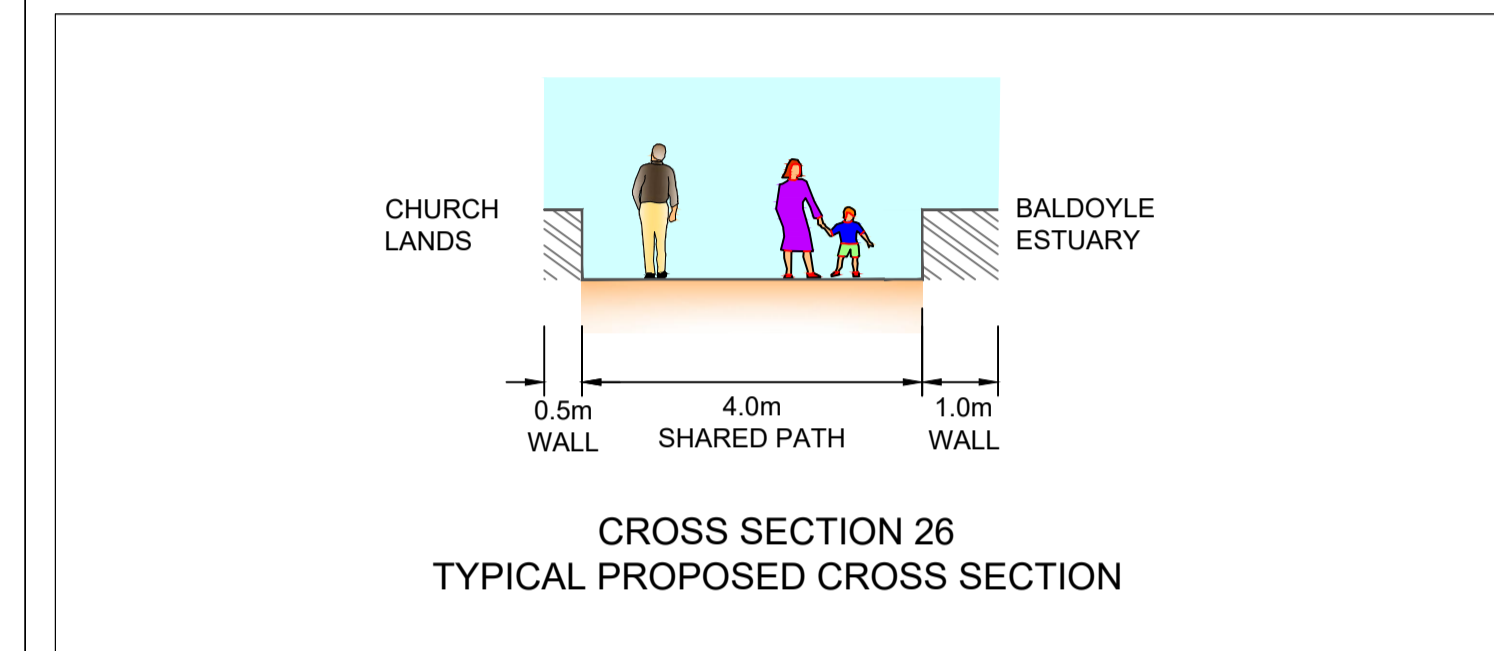 CHURCH
LANDS
BALDOYLE
ESTUARY
0.5m
WALL
4.0m
SHARED PATH
1.0m
WALL
CROSS SECTION 26
TYPICAL PROPOSED CROSS SECTION